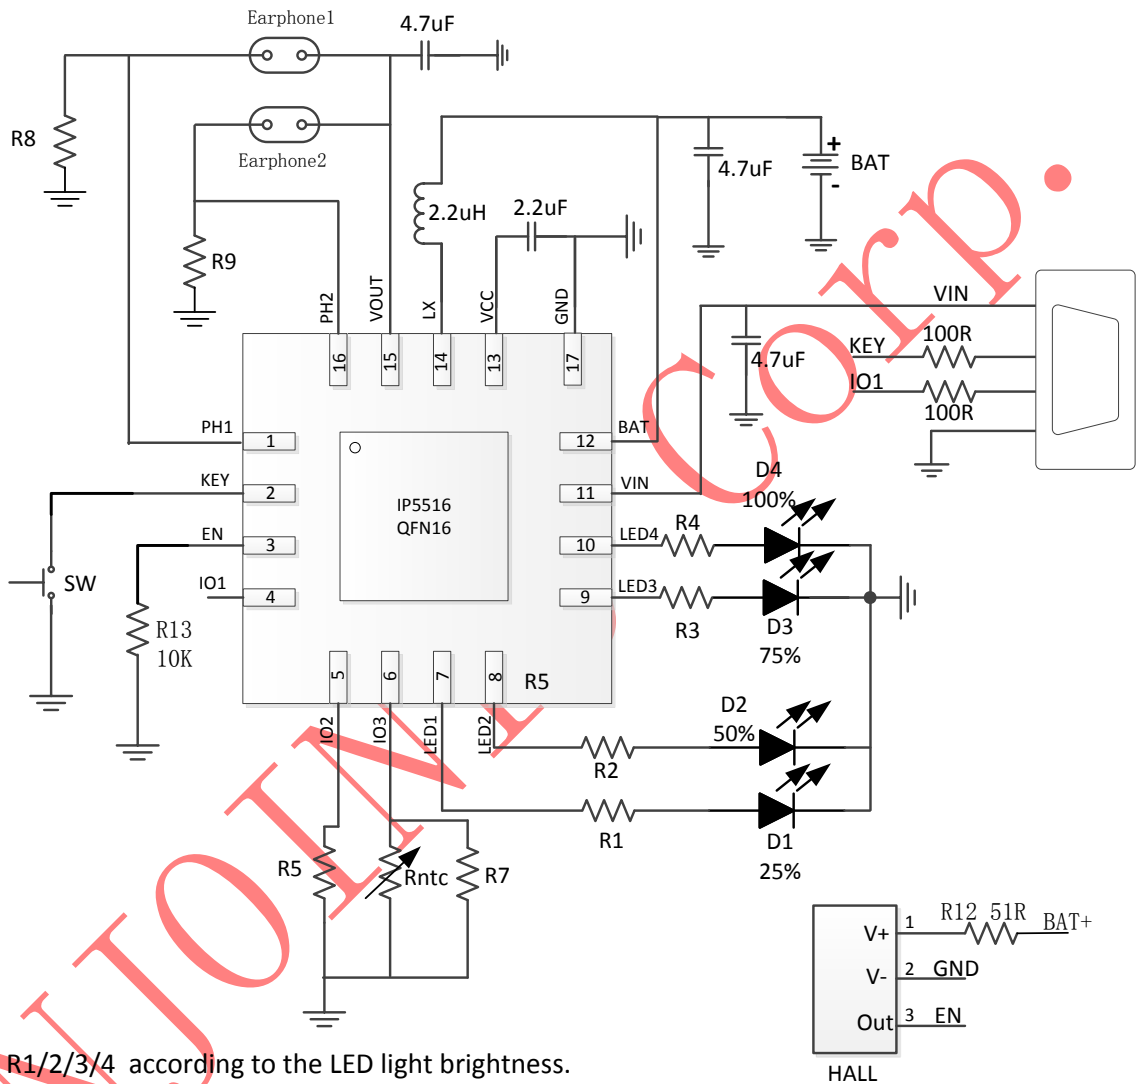 Earphone1
4.7uF
R8
Earphone2
4.7uF
+
BAT
-
2.2uH
2.2uF
R9
PH2
VOUT
LX
VCC
GND
16
15
14
13
17
VIN
KEY
100R
4.7uF
IO1
100R
PH1
1
12
BAT
KEY
2
11
VIN
IP5516
QFN16
D4
100%
EN
3
10
LED4
R4
SW
IO1
4
9
LED3
R3
D3
75%
R13
10K
5
6
7
8
R5
IO2
IO3
LED1
LED2
D2
50%
R2
R1
D1
25%
R5
Rntc
R7
V+
1
R12 51R
BAT+
V-
2
GND
Out
3
EN
HALL
R1/2/3/4 according to the LED light brightness.
INJOINIC Corp.